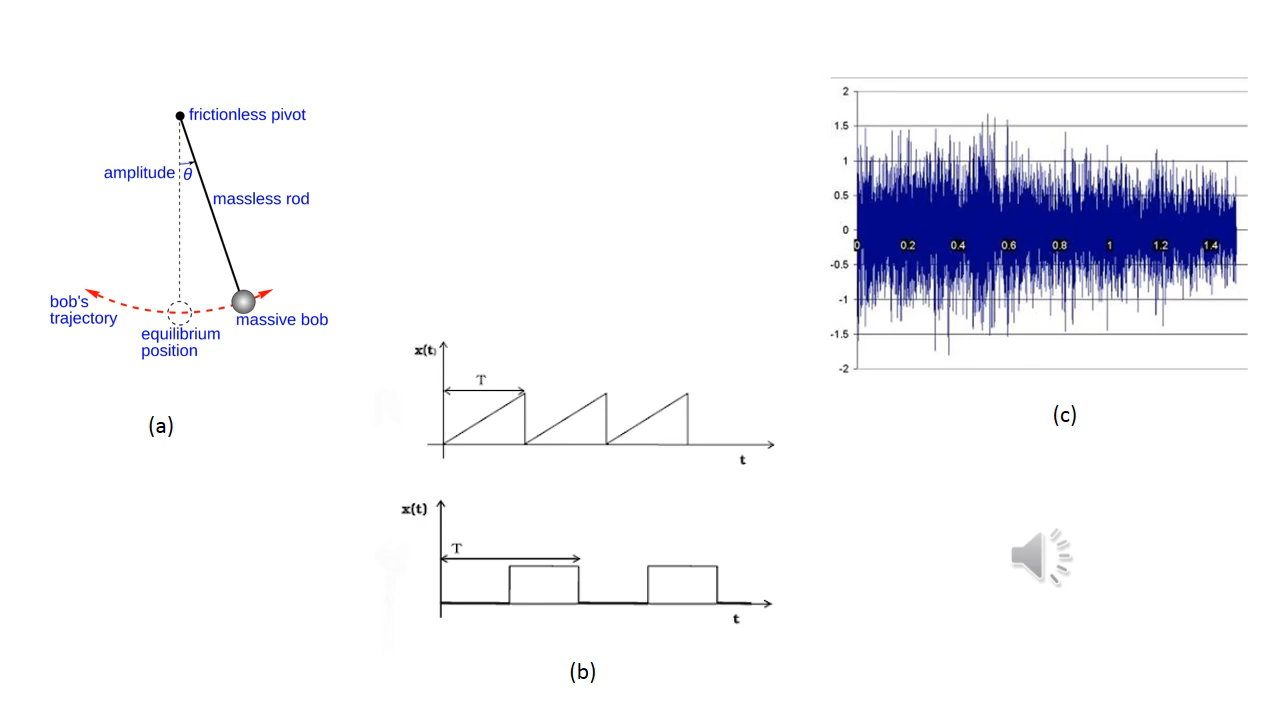 frictionless pivot
amplitude
θ
massless rod
bob's
trajectory
massive bob
equilibrium
position
(a)
x(t)
T
t
x(t)
T
t
(b)
2
1.5
1
0.5
0
-0.5
-1
-1.5
-2
0 0.2 0.4 0.6 0.8 1 1.2 1.4
(c)